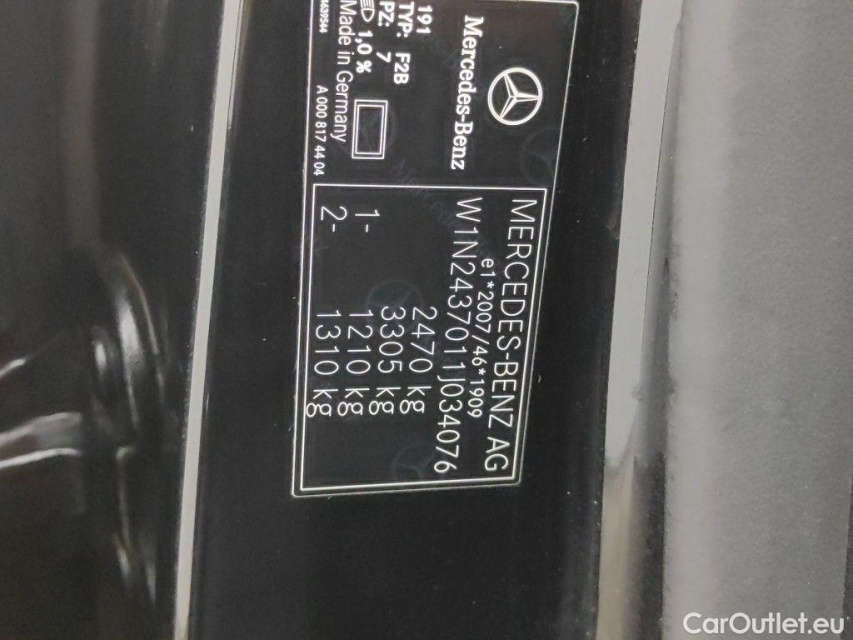 Mercedes-Benz
191
TYP: F2B
PZ: 7
1,0 %
Made in Germany
A 000 817 44 04
MERCEDES-BENZ AG
e1*2007/46*1909
W1N2437011J034076
2470 kg
3305 kg
1- 1210 kg
2- 1310 kg
CarOutlet.eu